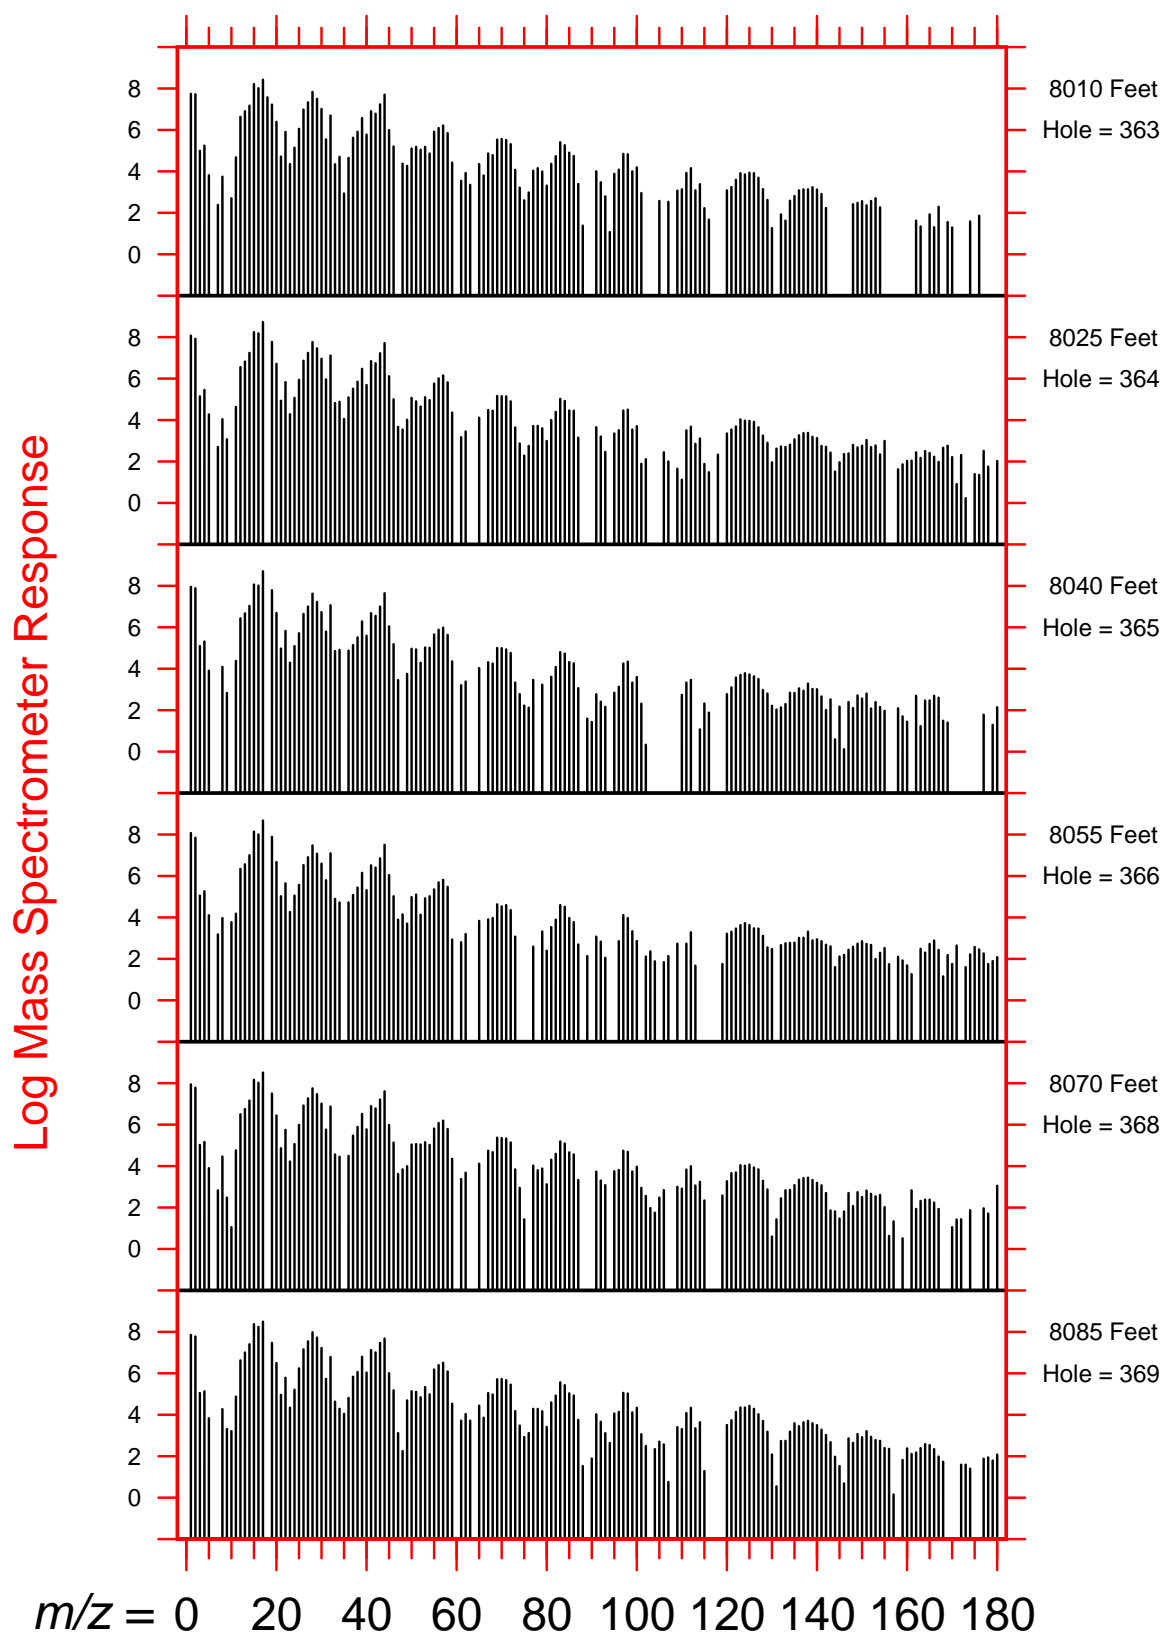 8
6
4
2
0
8010 Feet
Hole = 363
8
6
4
2
0
8025 Feet
Hole = 364
8
6
4
2
0
8040 Feet
Hole = 365
8
6
4
2
0
8055 Feet
Hole = 366
8
6
4
2
0
8070 Feet
Hole = 368
8
6
4
2
0
8085 Feet
Hole = 369
Log Mass Spectrometer Response
m/z = 0 20 40 60 80 100 120 140 160 180